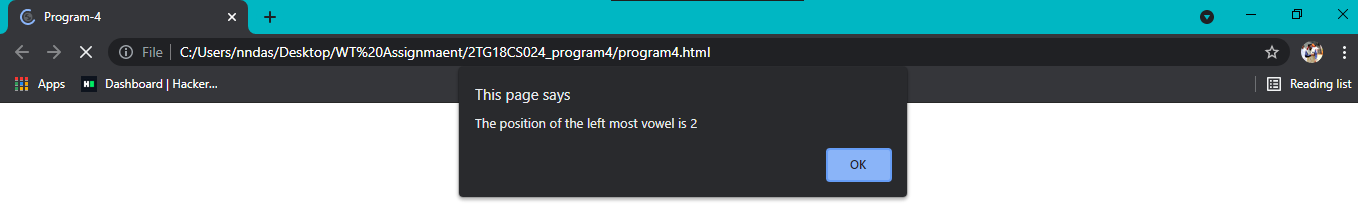 Program-4
File
C:/Users/nndas/Desktop/WT%20Assignmaent/2TG18CS024_program4/program4.html
Apps
Dashboard | Hacker...
Reading list
This page says
The position of the left most vowel is 2
OK